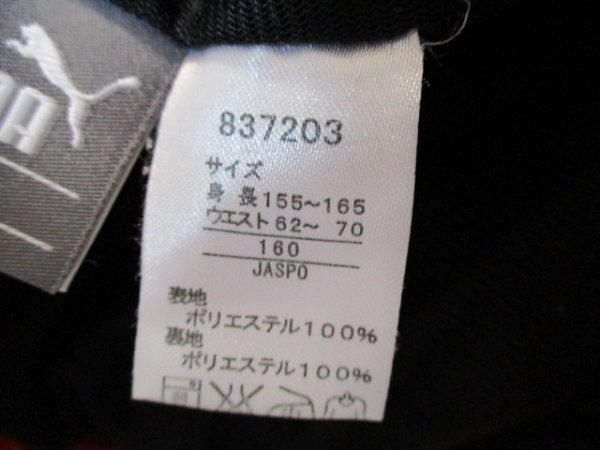 MA
837203
サイズ
身 長155~165
ウエスト62~ 70
160
JASPO
表地
ポリエステル100%
裏地
ポリエステル100%